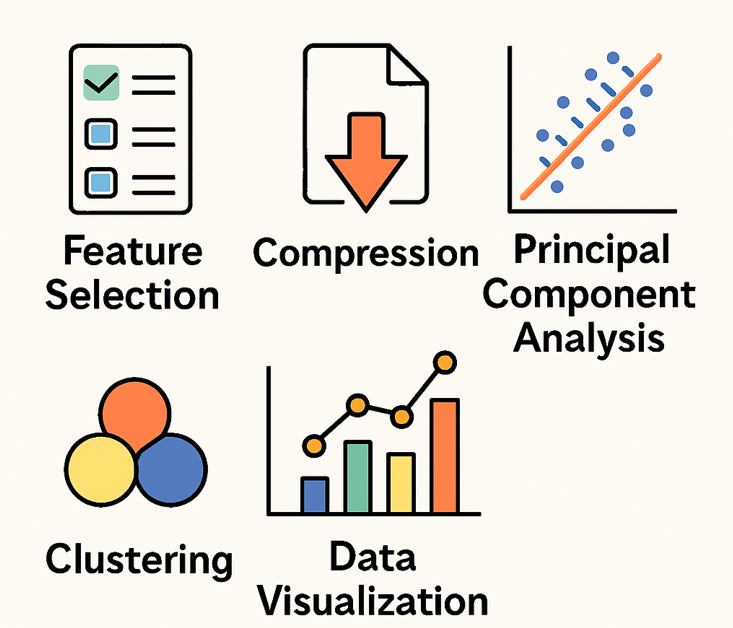 Feature
Selection
Compression
Principal
Component
Analysis
Clustering
Data
Visualization